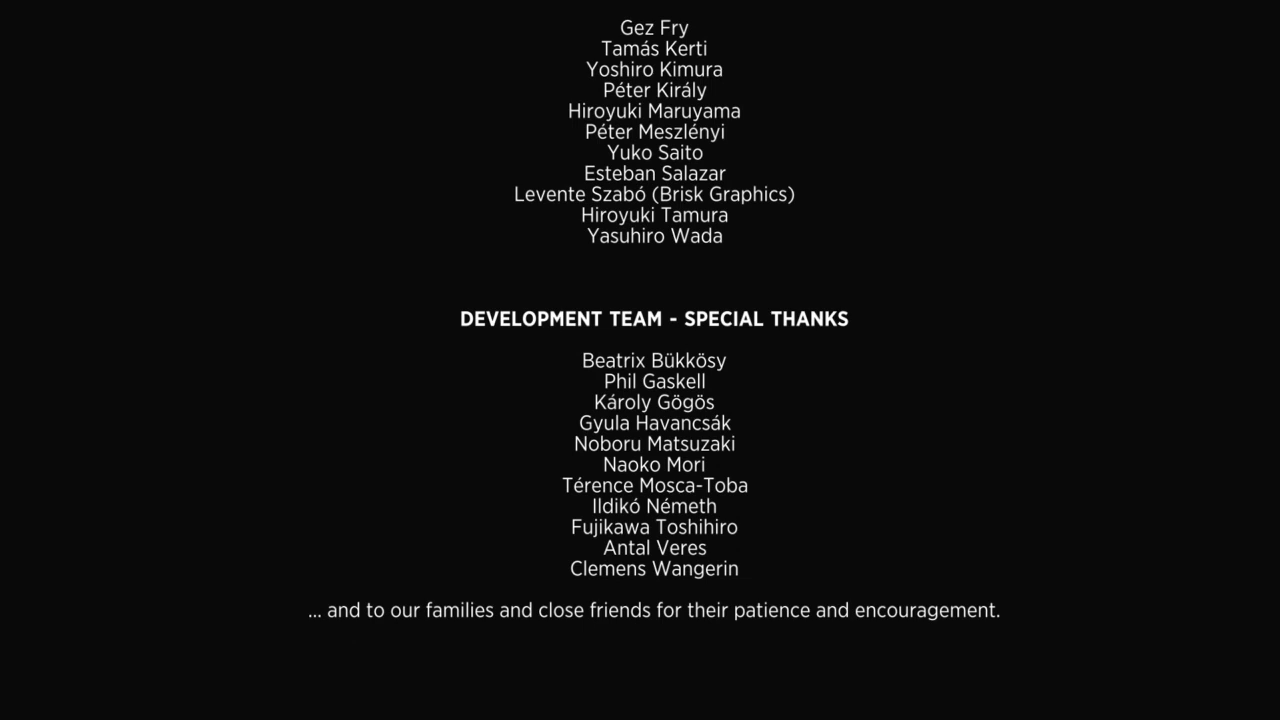 Gez Fry
Tamás Kerti
Yoshiro Kimura
Péter Király
Hiroyuki Maruyama
Péter Meszlényi
Yuko Saito
Esteban Salazar
Levente Szabó (Brisk Graphics)
Hiroyuki Tamura
Yasuhiro Wada
DEVELOPMENT TEAM - SPECIAL THANKS
Beatrix Bükkösy
Phil Gaskell
Károly Gögös
Gyula Havancsák
Noboru Matsuzaki
Naoko Mori
Térence Mosca-Toba
Ildikó Németh
Fujikawa Toshihiro
Antal Veres
Clemens Wangerin
... and to our families and close friends for their patience and encouragement.